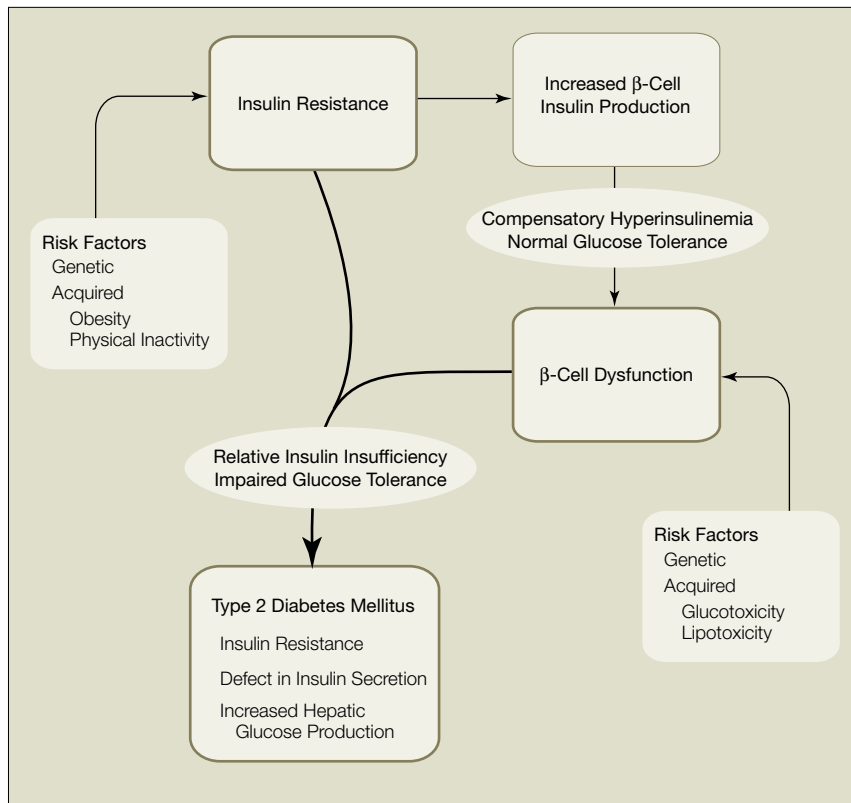 Insulin Resistance
Increased β-Cell
Insulin Production
Compensatory Hyperinsulinemia
Normal Glucose Tolerance
Risk Factors
Genetic
Acquired
Obesity
Physical Inactivity
β-Cell Dysfunction
Relative Insulin Insufficiency
Impaired Glucose Tolerance
Risk Factors
Genetic
Acquired
Glucotoxicity
Lipotoxicity
Type 2 Diabetes Mellitus
Insulin Resistance
Defect in Insulin Secretion
Increased Hepatic
Glucose Production